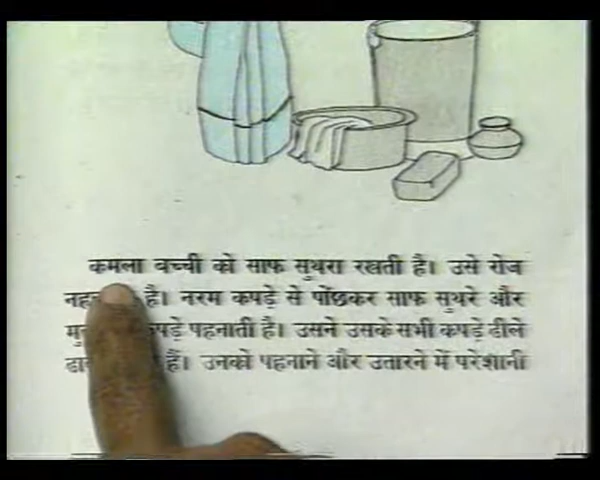 कमला बच्ची को साफ सुथरा रखती है। उसे रोज
है। नरम कपड़े से पोंछकर साफ सुथरे और
पहनाती है। उसने उसके सभी कपड़े ढीले
हैं। उनको पहनाने और उतारने में परेशानी